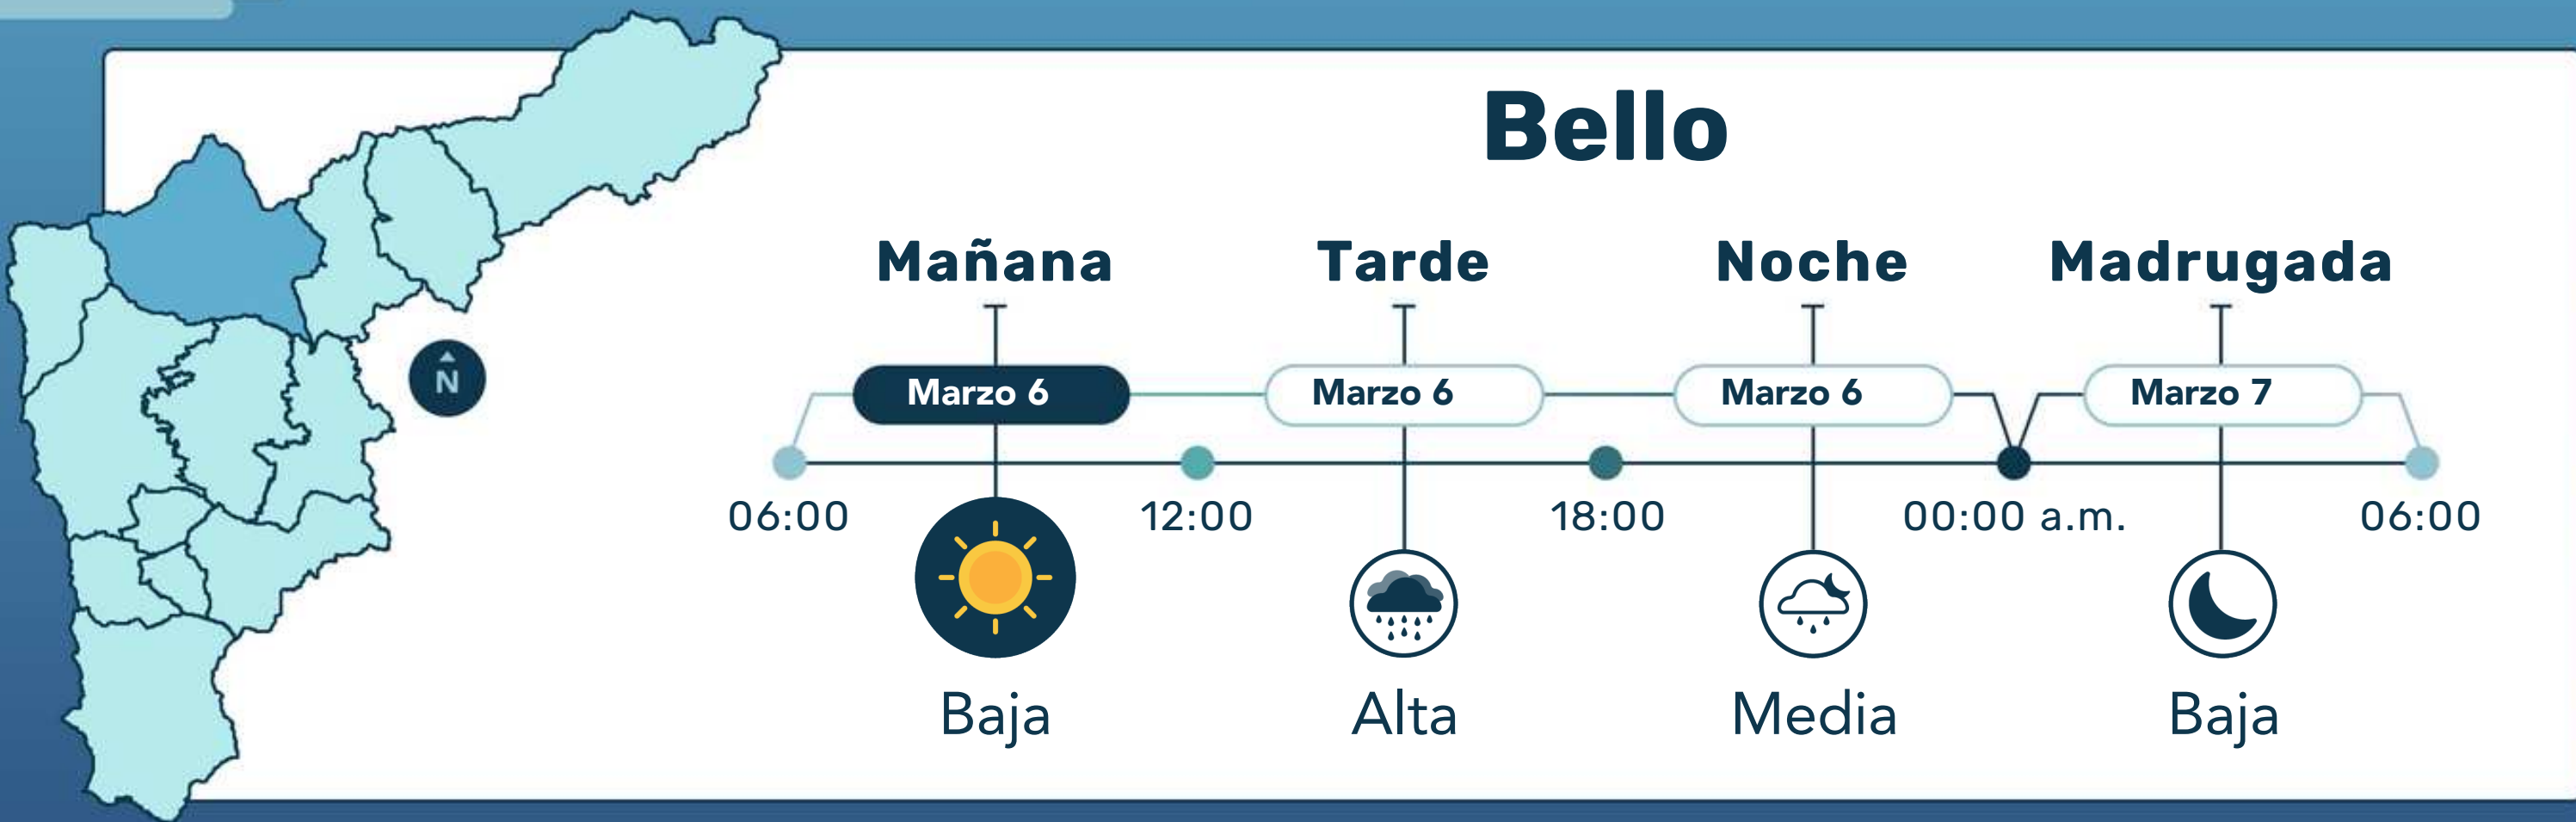 Bello
Mañana Tarde Noche Madrugada
Marzo 6 Marzo 6 Marzo 6 Marzo 7
N
06:00 12:00 18:00 00:00 a.m. 06:00
Baja Alta Media Baja